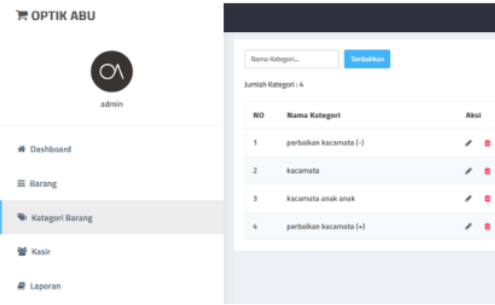 OPTIK ABU
admin
Dashboard
Barang
Kategori Barang
Kasir
Laporan
Nama Kategori...
Tambahkan
Jumlah Kategori : 4
NO Nama Kategori Aksi
1 perbaikan kacamata (-)
2 kacamata
3 kacamata anak anak
4 perbaikan kacamata (+)